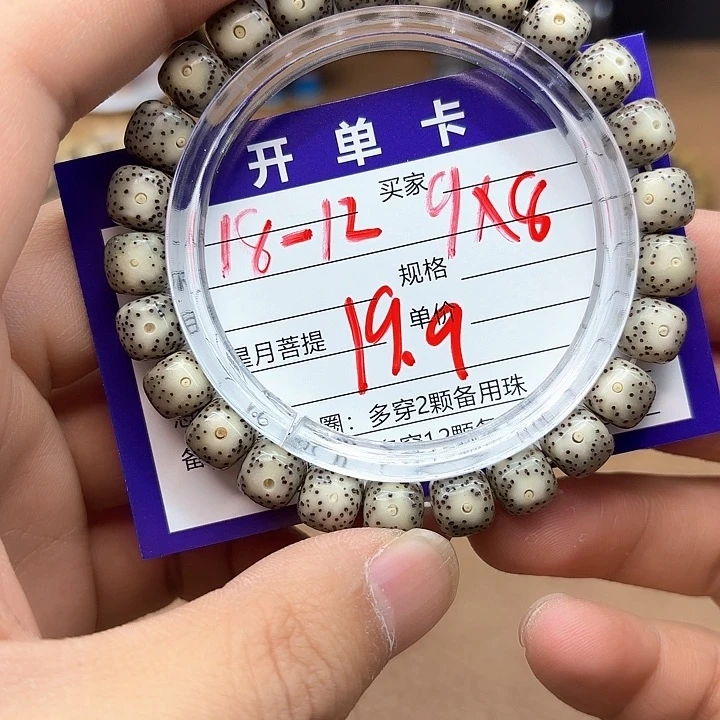 开单卡
买家
18-12 9X8
规格
单价
星月菩提 19.9
圈：多穿2颗备用珠